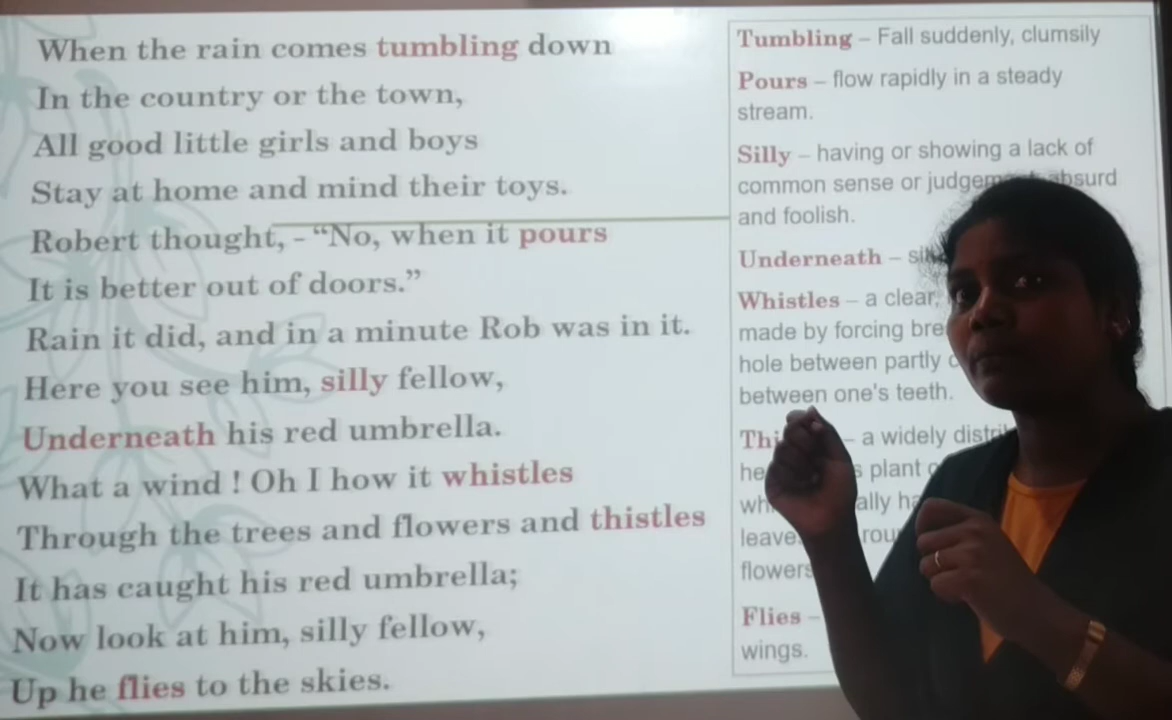 When the rain comes tumbling down
In the country or the town,
All good little girls and boys
Stay at home and mind their toys.
Robert thought, - “No, when it pours
It is better out of doors.”
Rain it did, and in a minute Rob was in it.
Here you see him, silly fellow,
Underneath his red umbrella.
What a wind ! Oh I how it whistles
Through the trees and flowers and thistles
It has caught his red umbrella;
Now look at him, silly fellow,
Up he flies to the skies.
Tumbling – Fall suddenly, clumsily
Pours – flow rapidly in a steady
stream.
Silly – having or showing a lack of
common sense or absurd
and foolish.
Underneath –
Whistles – a clear,
made by forcing
hole between partly
between one's teeth.
– a widely
plant
flowers
Flies –
wings.